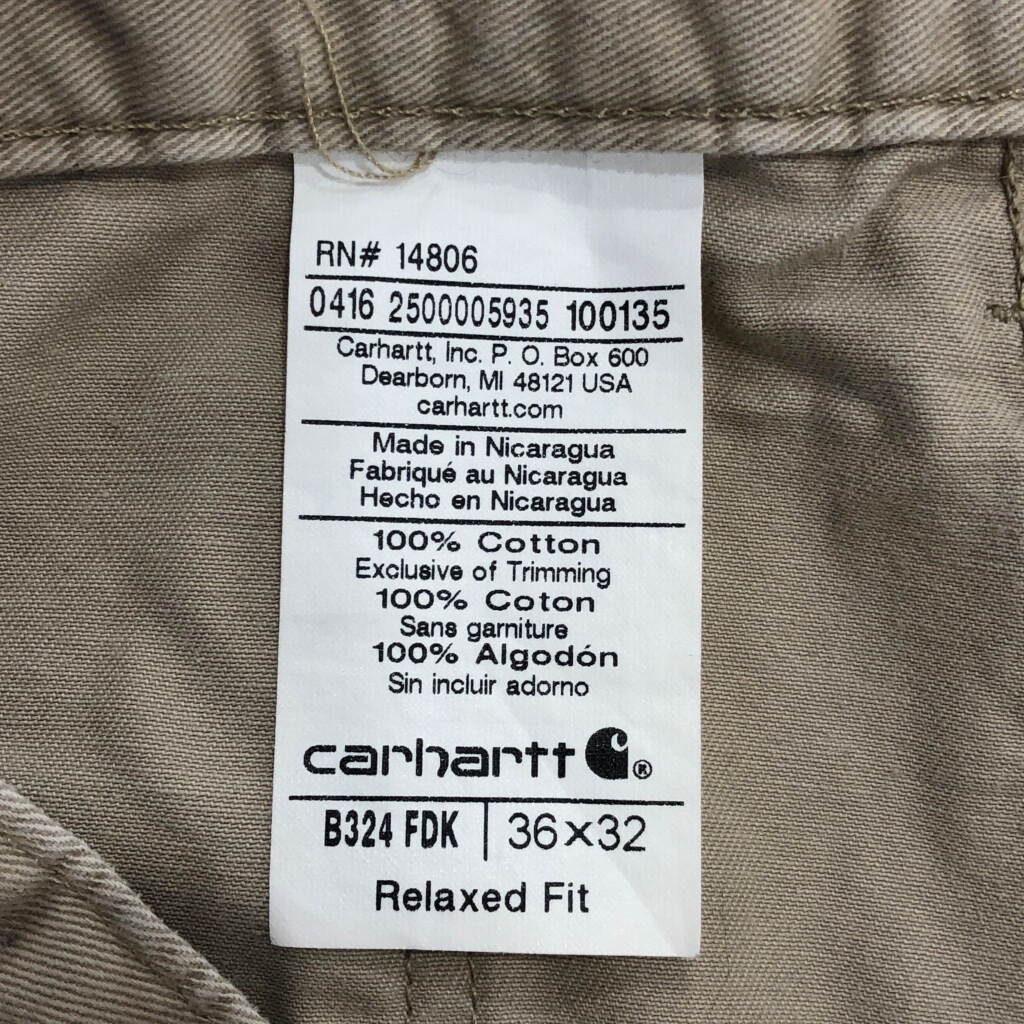 RN# 14806
0416 2500005935 100135
Carhartt, Inc. P. O. Box 600
Dearborn, MI 48121 USA
carhartt.com
Made in Nicaragua
Fabriqué au Nicaragua
Hecho en Nicaragua
100% Cotton
Exclusive of Trimming
100% Coton
Sans garniture
100% Algodón
Sin incluir adorno
carhartt ®
B324 FDK | 36x32
Relaxed Fit